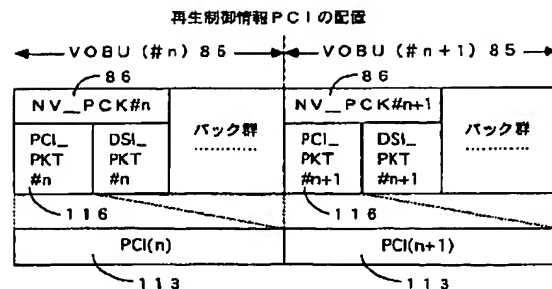 再生制御情報PCIの配置
VOBU (#n) 85
VOBU (#n+1) 85
86
86
NV_PCK#n
PCI_
PKT
#n
DSI_
PKT
#n
パック群
…………
NV_PCK#n+1
PCI_
PKT
#n+1
DSI_
PKT
#n+1
パック群
…………
116
116
PCI(n)
PCI(n+1)
113
113